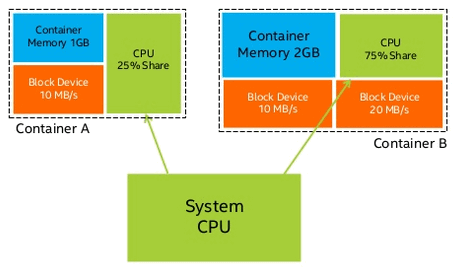 Container
Memory 1GB
CPU
25% Share
Block Device
10 MB/s
Container A
Container
Memory 2GB
CPU
75% Share
Block Device
10 MB/s
Block Device
20 MB/s
Container B
System
CPU